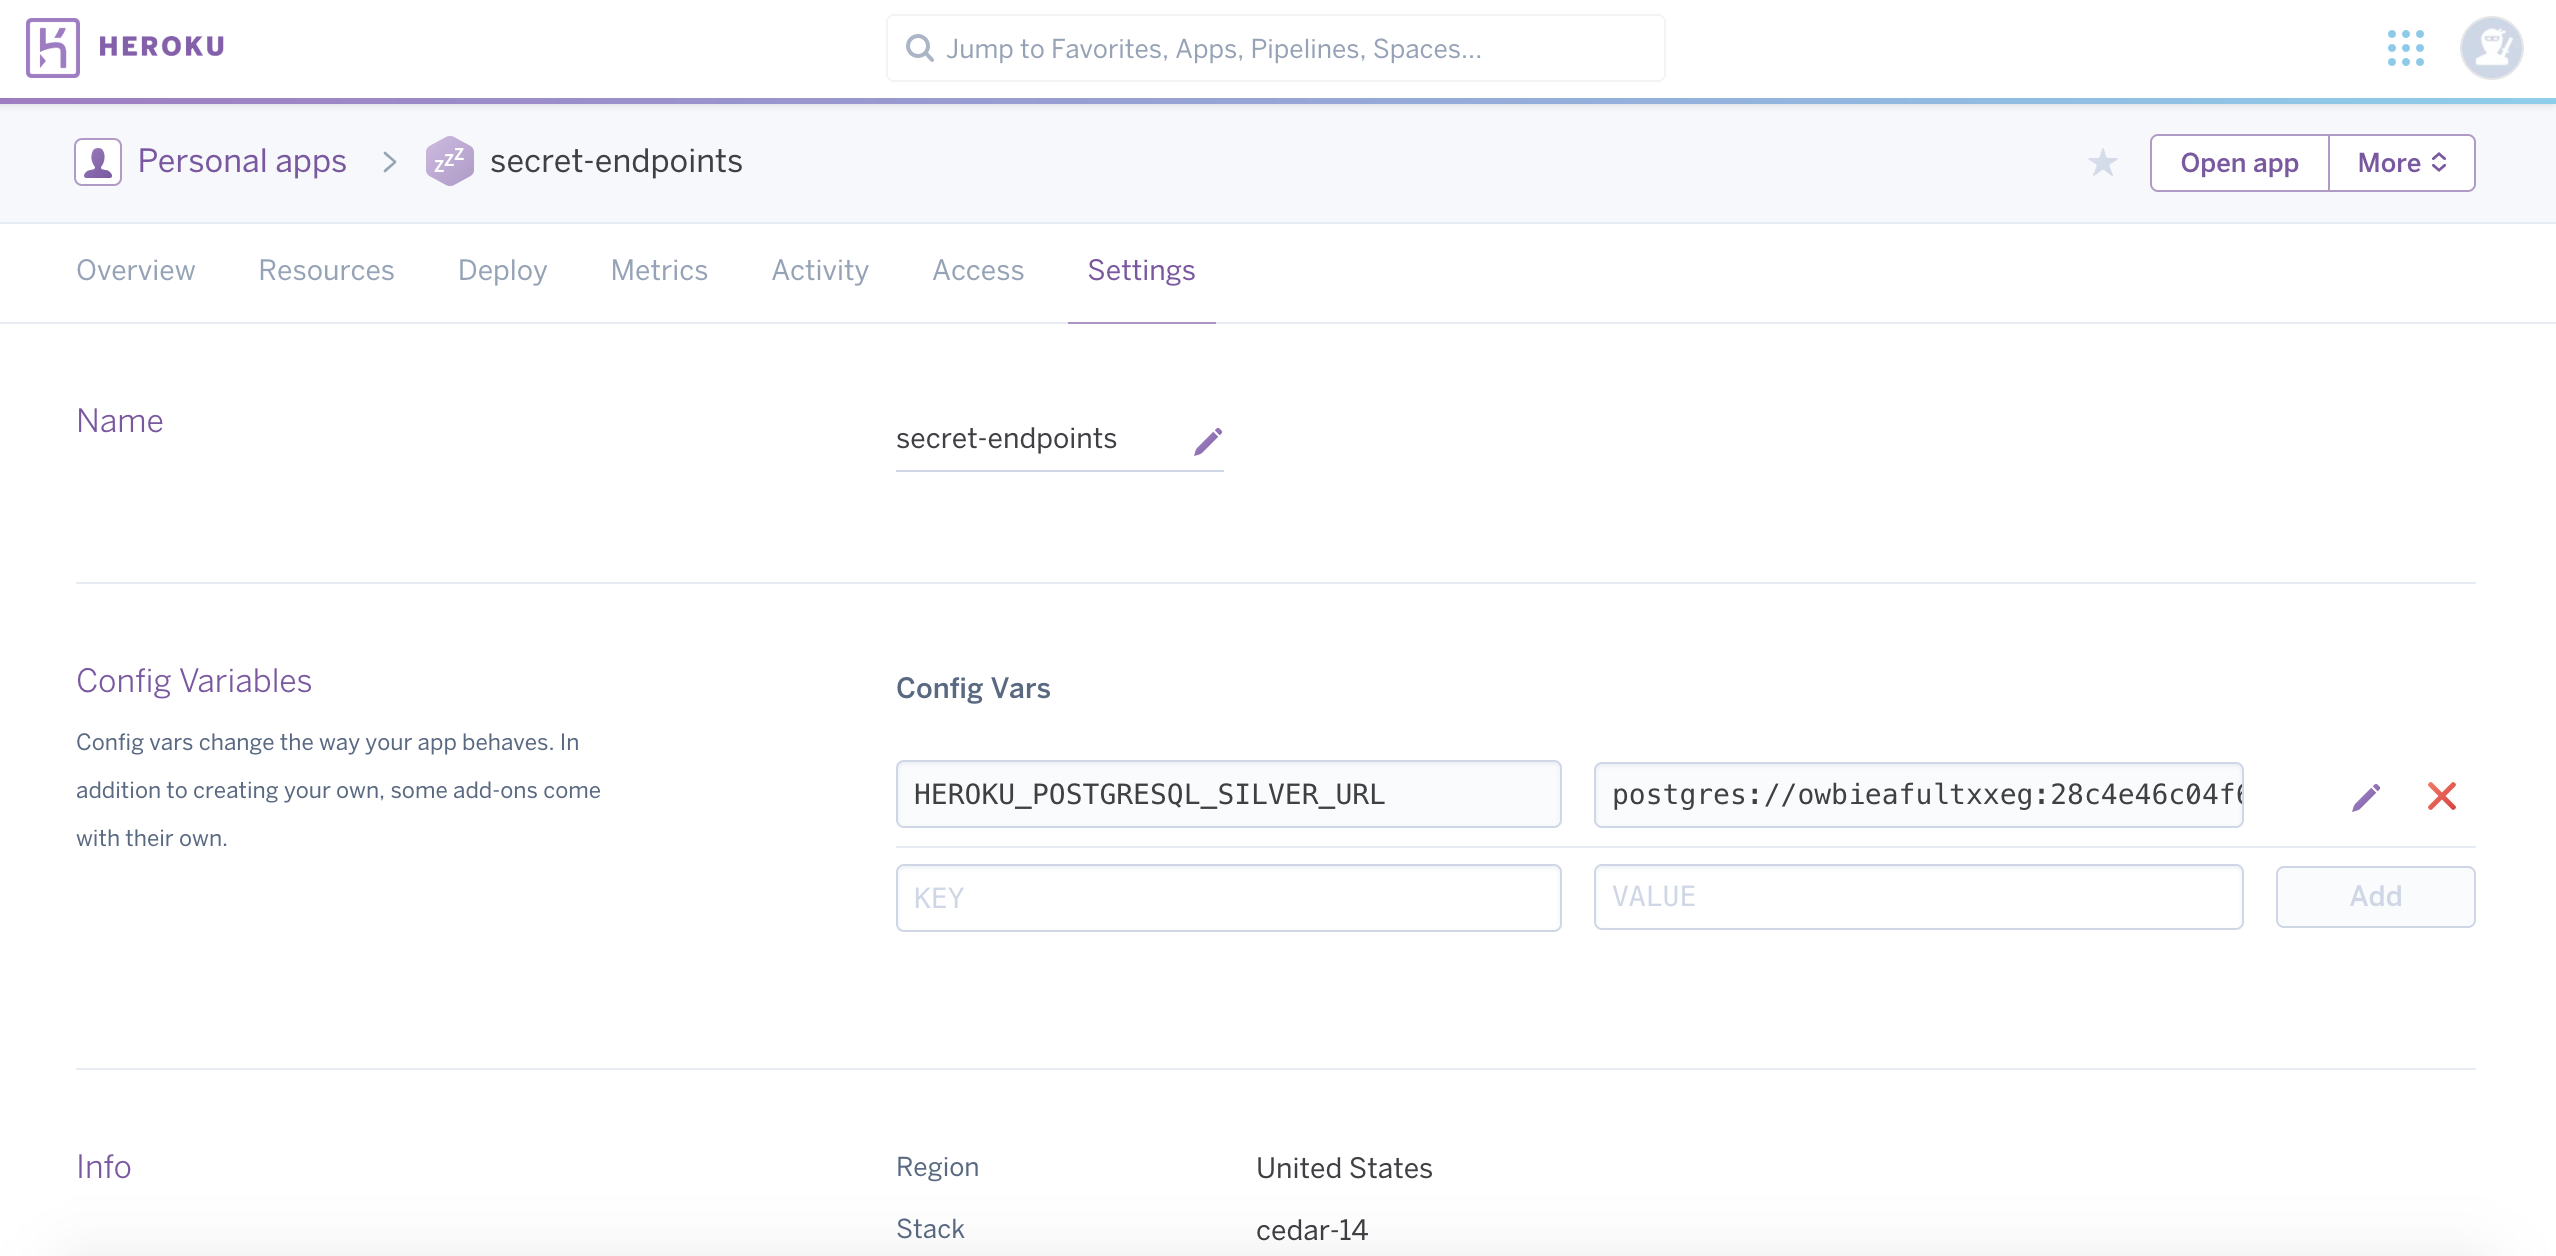 HEROKU
Jump to Favorites, Apps, Pipelines, Spaces...
Personal apps > secret-endpoints
Open app
More
Overview Resources Deploy Metrics Activity Access Settings
Name
secret-endpoints
Config Variables
Config vars change the way your app behaves. In
addition to creating your own, some add-ons come
with their own.
Config Vars
HEROKU_POSTGRESQL_SILVER_URL
postgres://owbieafultxxeg:28c4e46c04f6
KEY
VALUE
Add
Info
Region
United States
Stack
cedar-14